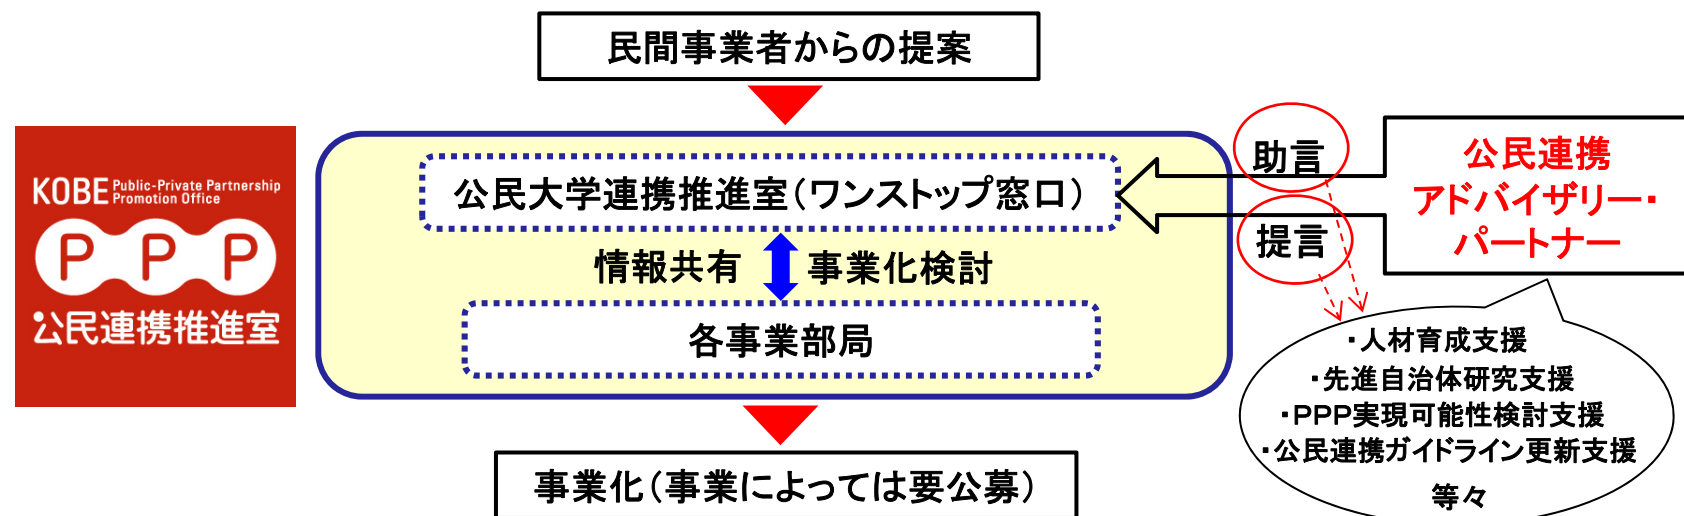 民間事業者からの提案
KOBE Public-Private Partnership
Promotion Office
PPP
公民連携推進室
公民大学連携推進室(ワンストップ窓口)
情報共有 事業化検討
各事業部局
事業化(事業によっては要公募)
助言
提言
公民連携
アドバイザリー・
パートナー
・人材育成支援
・先進自治体研究支援
・PPP実現可能性検討支援
・公民連携ガイドライン更新支援
等々